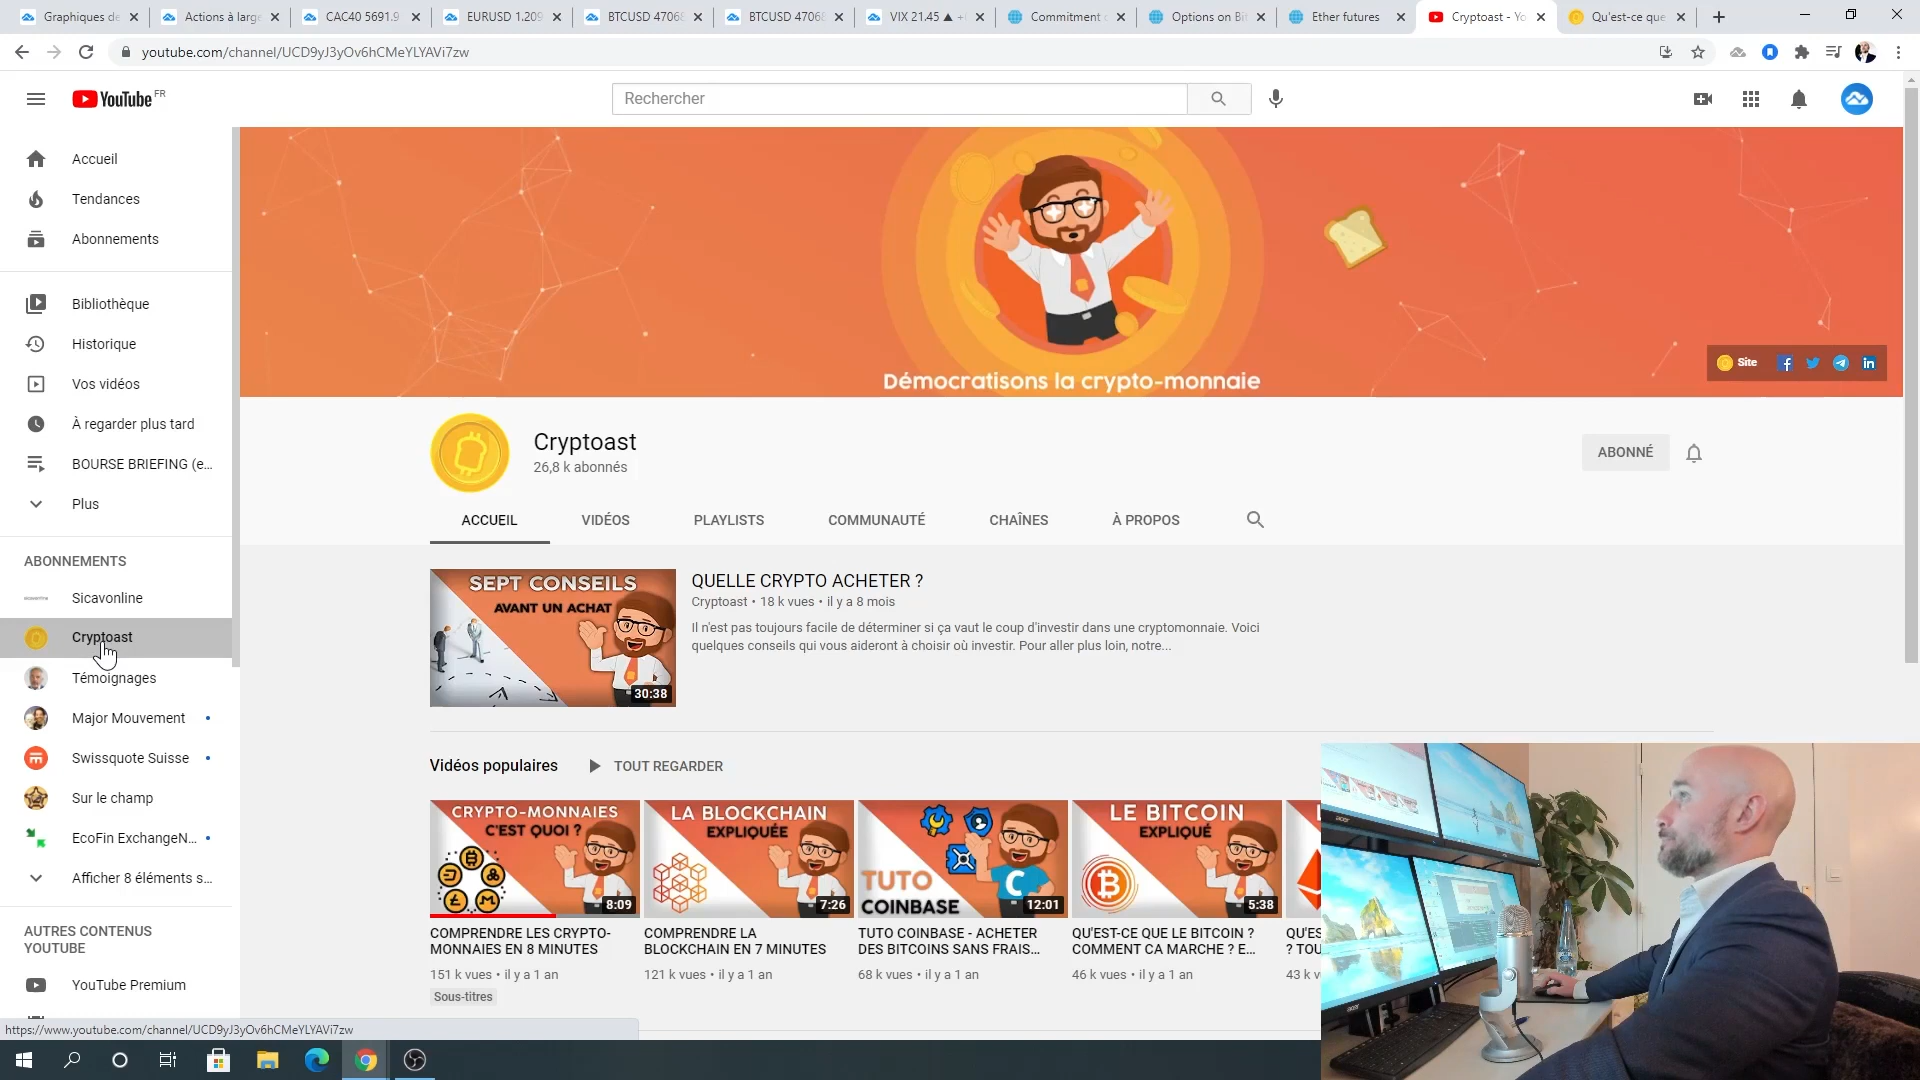 Graphiques de
Actions à large
CAC40 5691.9
EURUSD 1.209
BTCUSD 4706
BTCUSD 4706
VIX 21.45 ▲
Commitment
Options on Bit
Ether futures
Cryptoast - Yo
Qu'est-ce que
youtube.com/channel/UCD9yJ3yOv6hCMeYLYAVi7zw
YouTube FR
Rechercher
Accueil
Tendances
Abonnements
Bibliothèque
Historique
Vos vidéos
À regarder plus tard
BOURSE BRIEFING (e...
Plus
ABONNEMENTS
Sicavonline
Cryptoast
Témoignages
Major Mouvement
Swissquote Suisse
Sur le champ
EcoFin ExchangeN...
Afficher 8 éléments s...
AUTRES CONTENUS
YOUTUBE
YouTube Premium
https://www.youtube.com/channel/UCD9yJ3yOv6hCMeYLYAVi7zw
Démocratisons la crypto-monnaie
Site
Cryptoast
26,8 k abonnés
ABONNÉ
ACCUEIL
VIDÉOS
PLAYLISTS
COMMUNAUTÉ
CHAÎNES
À PROPOS
SEPT CONSEILS
AVANT UN ACHAT
30:38
QUELLE CRYPTO ACHETER ?
Cryptoast • 18 k vues • il y a 8 mois
Il n'est pas toujours facile de déterminer si ça vaut le coup d'investir dans une cryptomonnaie. Voici
quelques conseils qui vous aideront à choisir où investir. Pour aller plus loin, notre...
Vidéos populaires
TOUT REGARDER
CRYPTO-MONNAIES
C'EST QUOI ?
8:09
COMPRENDRE LES CRYPTO-
MONNAIES EN 8 MINUTES
151 k vues • il y a 1 an
Sous-titres
LA BLOCKCHAIN
EXPLIQUÉE
7:26
COMPRENDRE LA
BLOCKCHAIN EN 7 MINUTES
121 k vues • il y a 1 an
TUTO
COINBASE
12:01
TUTO COINBASE - ACHETER
DES BITCOINS SANS FRAIS...
68 k vues • il y a 1 an
LE BITCOIN
EXPLIQUÉ
5:38
QU'EST-CE QUE LE BITCOIN ?
COMMENT CA MARCHE ? E...
46 k vues • il y a 1 an
QU'ES
? TOU
43 k v
acer
acer